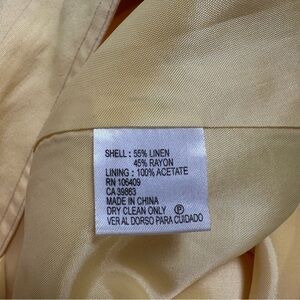 SHELL : 55% LINEN
45% RAYON
LINING : 100% ACETATE
RN 106409
CA 39863
MADE IN CHINA
DRY CLEAN ONLY Ⓟ
VER AL DORSO PARA CUIDADO